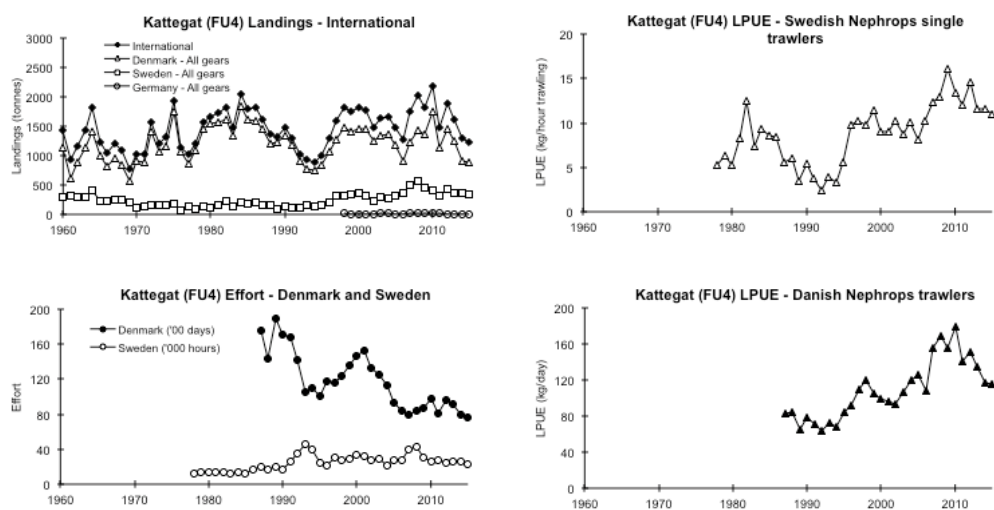 Kattegat (FU4) Landings - International
3000
2500
2000
1500
1000
500
0
Landings (tonnes)
International
Denmark - All gears
Sweden - All gears
Germany - All gears
1960 1970 1980 1990 2000 2010
Kattegat (FU4) LPUE - Swedish Nephrops single
trawlers
20
15
10
5
0
LPUE (kg/hour trawling)
1960 1970 1980 1990 2000 2010
Kattegat (FU4) Effort - Denmark and Sweden
200
160
120
80
40
0
Effort
Denmark ('00 days)
Sweden ('000 hours)
1960 1970 1980 1990 2000 2010
Kattegat (FU4) LPUE - Danish Nephrops trawlers
200
160
120
80
40
0
LPUE (kg/day)
1960 1970 1980 1990 2000 2010